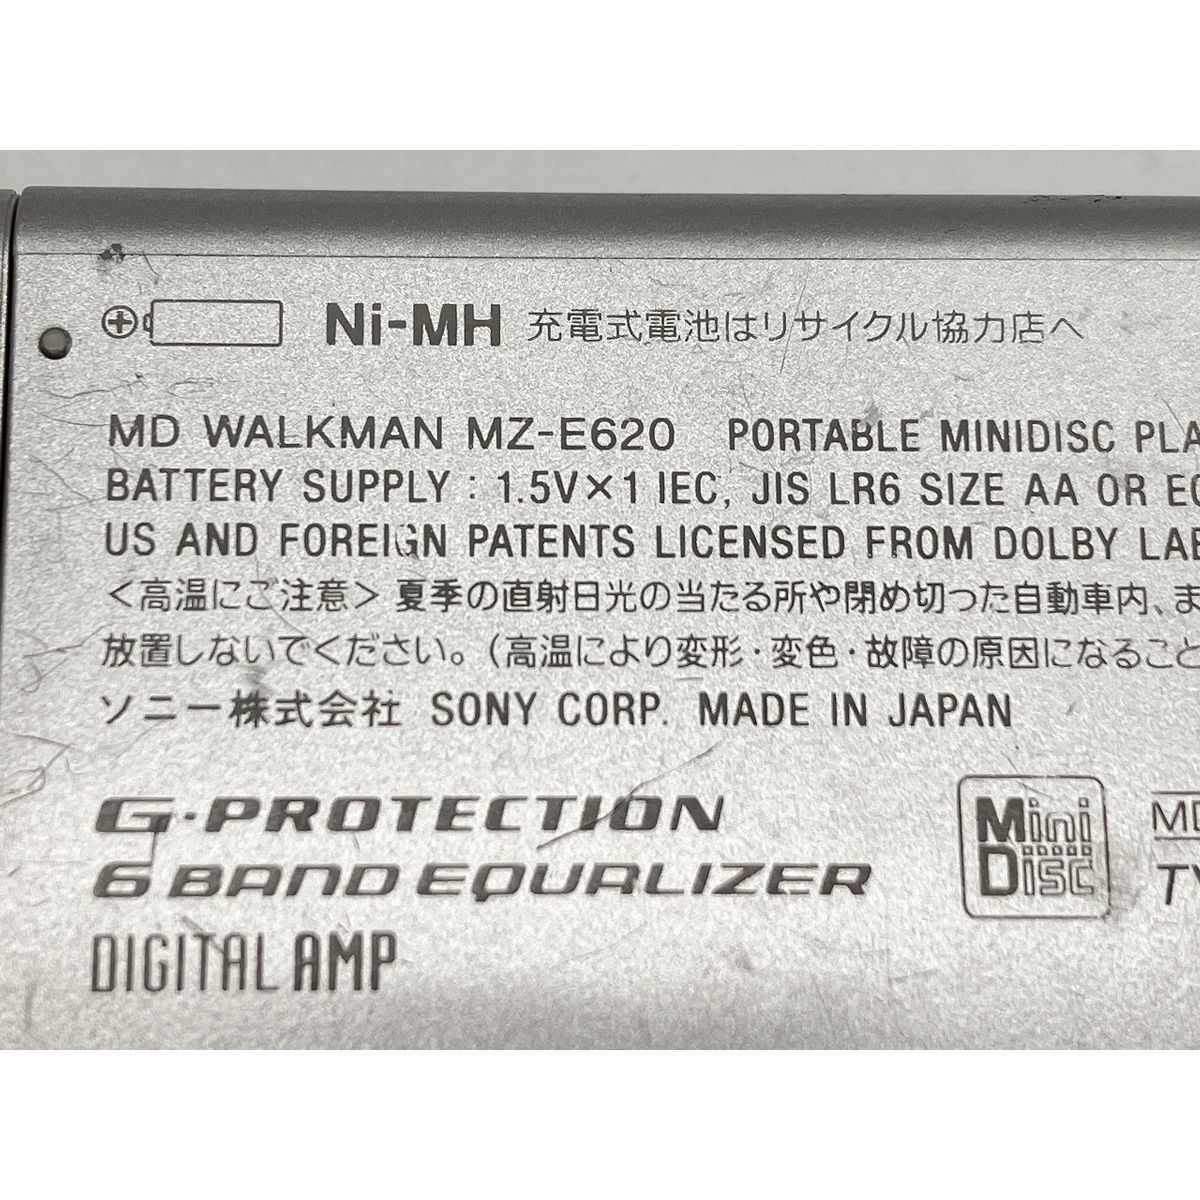 Ni-MH 充電式電池はリサイクル協力店へ
MD WALKMAN MZ-E620 PORTABLE MINIDISC PLA
BATTERY SUPPLY : 1.5V×1 IEC, JIS LR6 SIZE AA OR
US AND FOREIGN PATENTS LICENSED FROM DOLBY
<高温にご注意> 夏季の直射日光の当たる所や閉め切った自動車内、ま
放置しないでください。(高温により変形・変色・故障の原因になること
ソニー株式会社 SONY CORP. MADE IN JAPAN
G-PROTECTION
6 BAND EQUALIZER
DIGITAL AMP
Mini
Disc